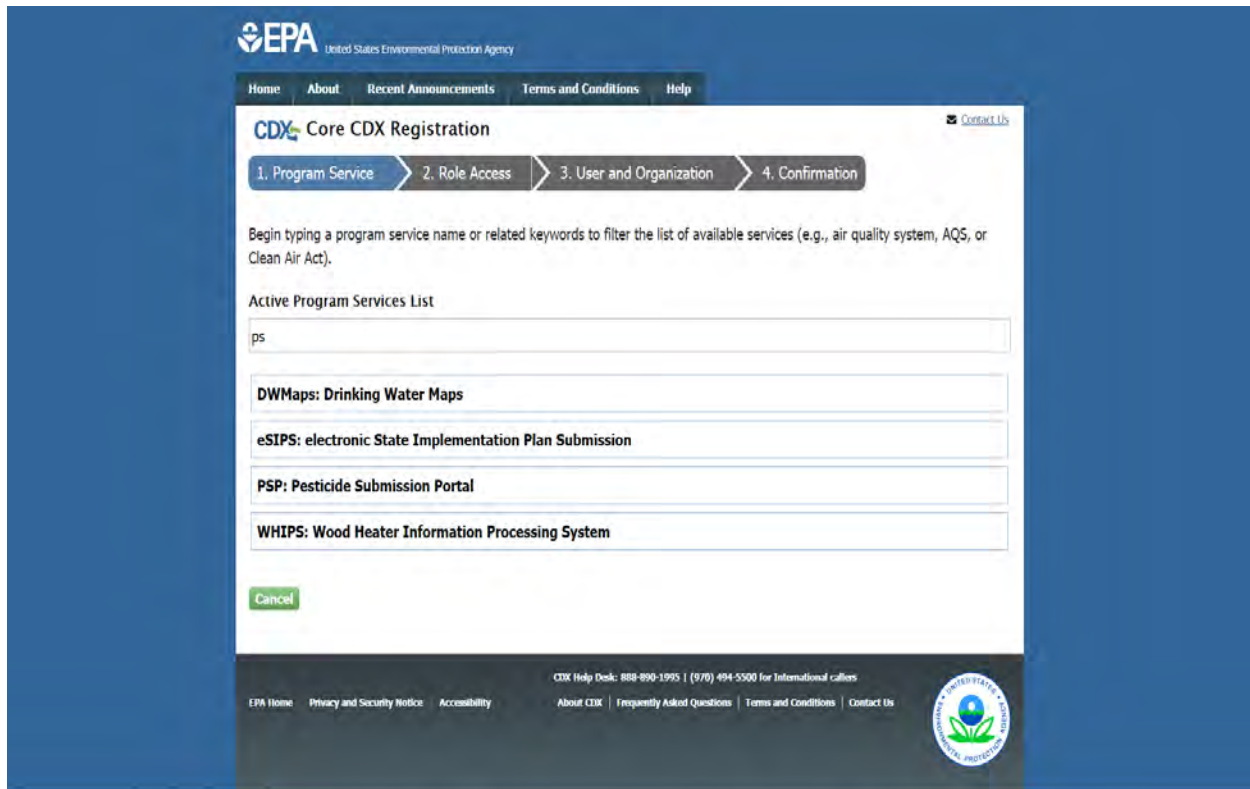 EPA United States Environmental Protection Agency
Home About Recent Announcements Terms and Conditions Help
CDX Core CDX Registration Contact Us
1. Program Service 2. Role Access 3. User and Organization 4. Confirmation
Begin typing a program service name or related keywords to filter the list of available services (e.g., air quality system, AQS, or
Clean Air Act).
Active Program Services List
ps
DWMaps: Drinking Water Maps
eSIPS: electronic State Implementation Plan Submission
PSP: Pesticide Submission Portal
WHIPS: Wood Heater Information Processing System
Cancel
CDX Help Desk: 888-890-1995 | (970) 494-5500 for International callers
EPA Home Privacy and Security Notice Accessibility About CDX | Frequently Asked Questions | Terms and Conditions | Contact Us
UNITED STATES
ENVIRONMENTAL PROTECTION AGENCY